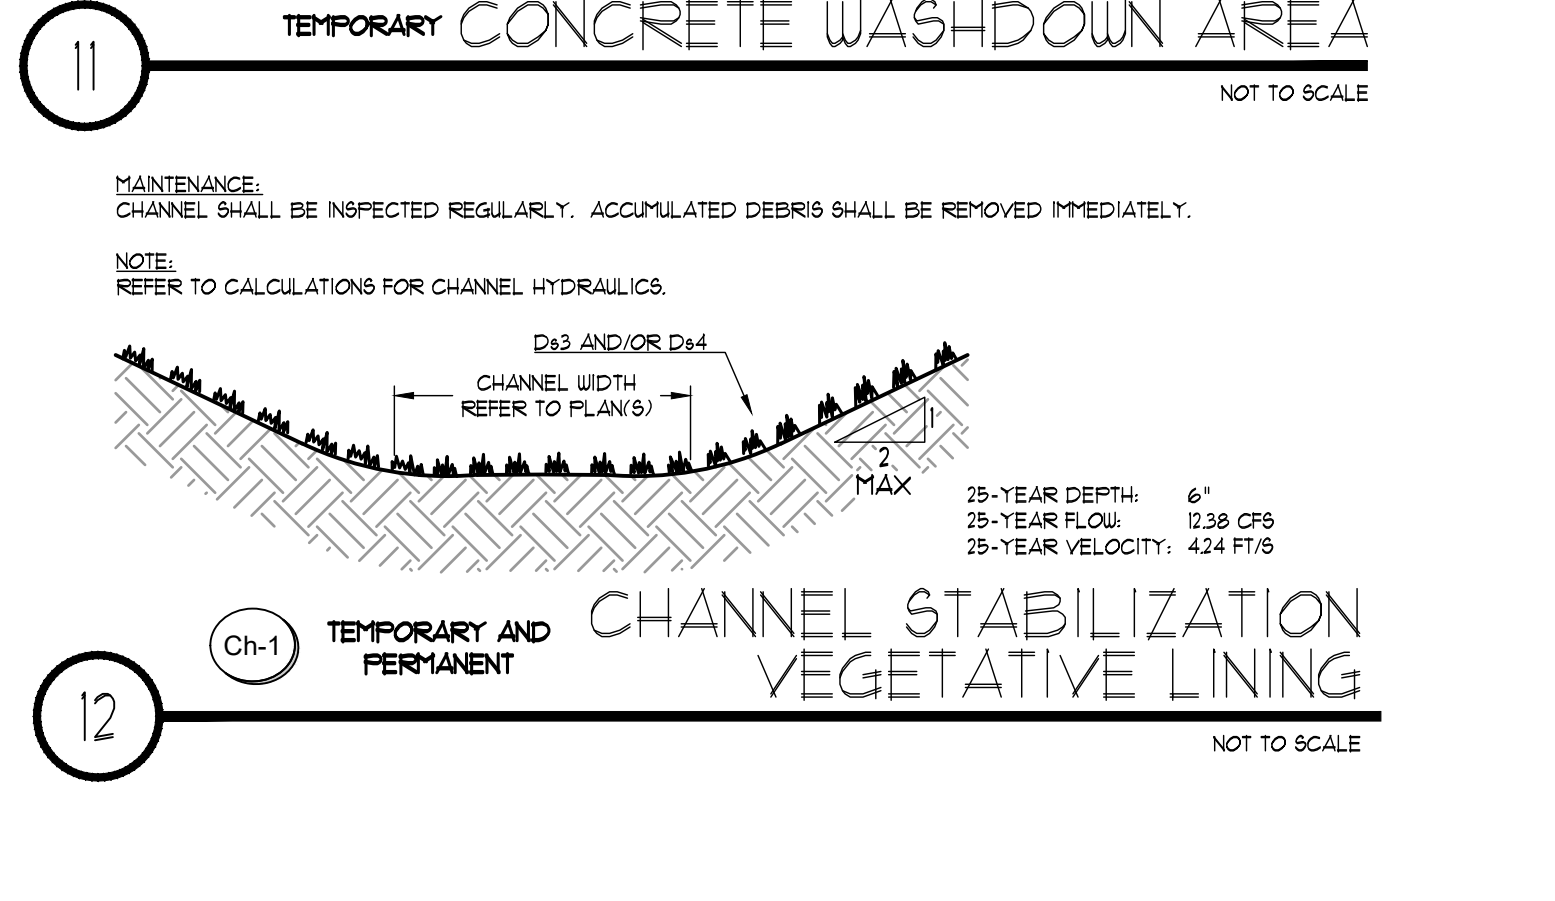 TEMPORARY CONCRETE WASHDOWN AREA
11
NOT TO SCALE
MAINTENANCE:
CHANNEL SHALL BE INSPECTED REGULARLY. ACCUMULATED DEBRIS SHALL BE REMOVED IMMEDIATELY.
NOTE:
REFER TO CALCULATIONS FOR CHANNEL HYDRAULICS.
Ds3 AND/OR Ds4
CHANNEL WIDTH
REFER TO PLAN(S)
1
2
MAX
25-YEAR DEPTH: 6"
25-YEAR FLOW: 12.38 CFS
25-YEAR VELOCITY: 4.24 FT/S
Ch-1
TEMPORARY AND
PERMANENT
CHANNEL STABILIZATION
VEGETATIVE LINING
12
NOT TO SCALE